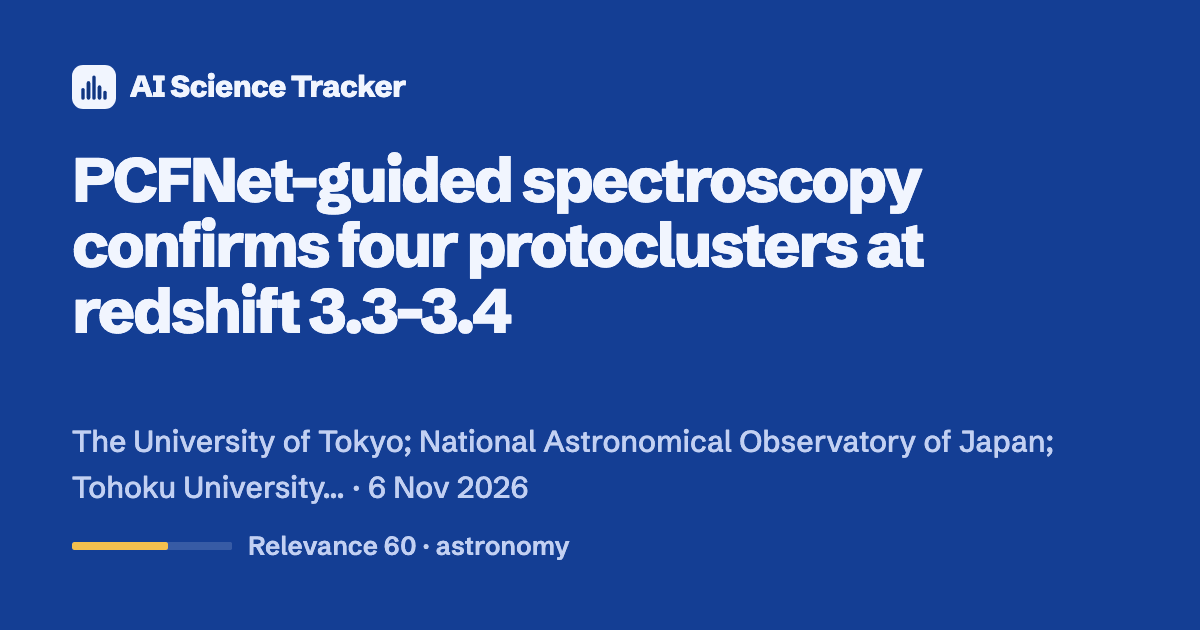 AI Science Tracker
PCFNet-guided spectroscopy
confirms four protoclusters at
redshift 3.3–3.4
The University of Tokyo; National Astronomical Observatory of Japan;
Tohoku University... · 6 Nov 2026
Relevance 60 · astronomy